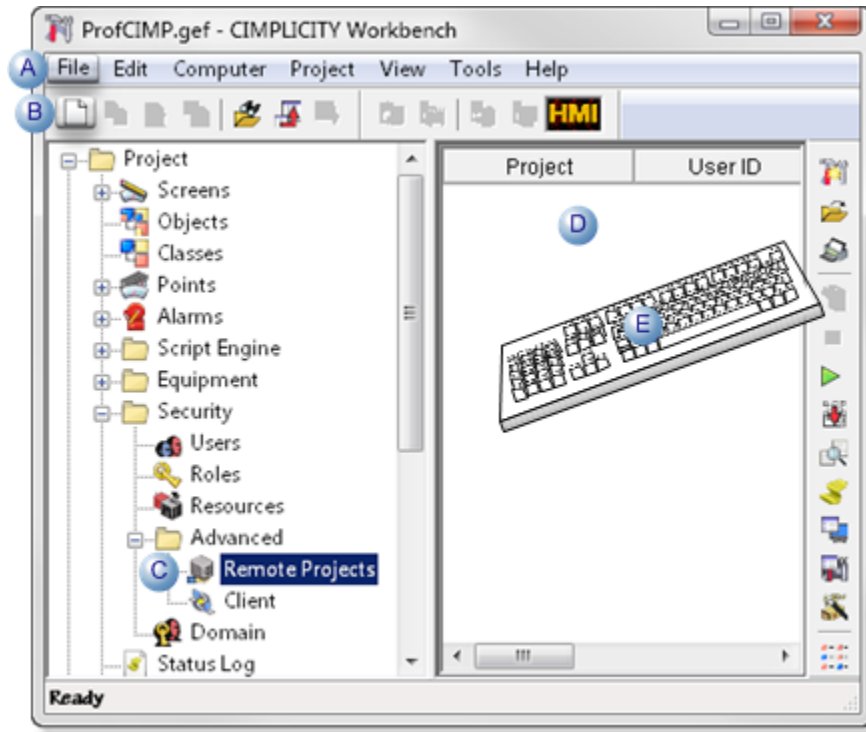 ProfCIMP.gef - CIMPLICITY Workbench
A File Edit Computer Project View Tools Help
B HMI
Project
Screens
Objects
Classes
Points
Alarms
Script Engine
Equipment
Security
Users
Roles
Resources
Advanced
C Remote Projects
Client
Domain
Status Log
Project User ID
D
E
Ready